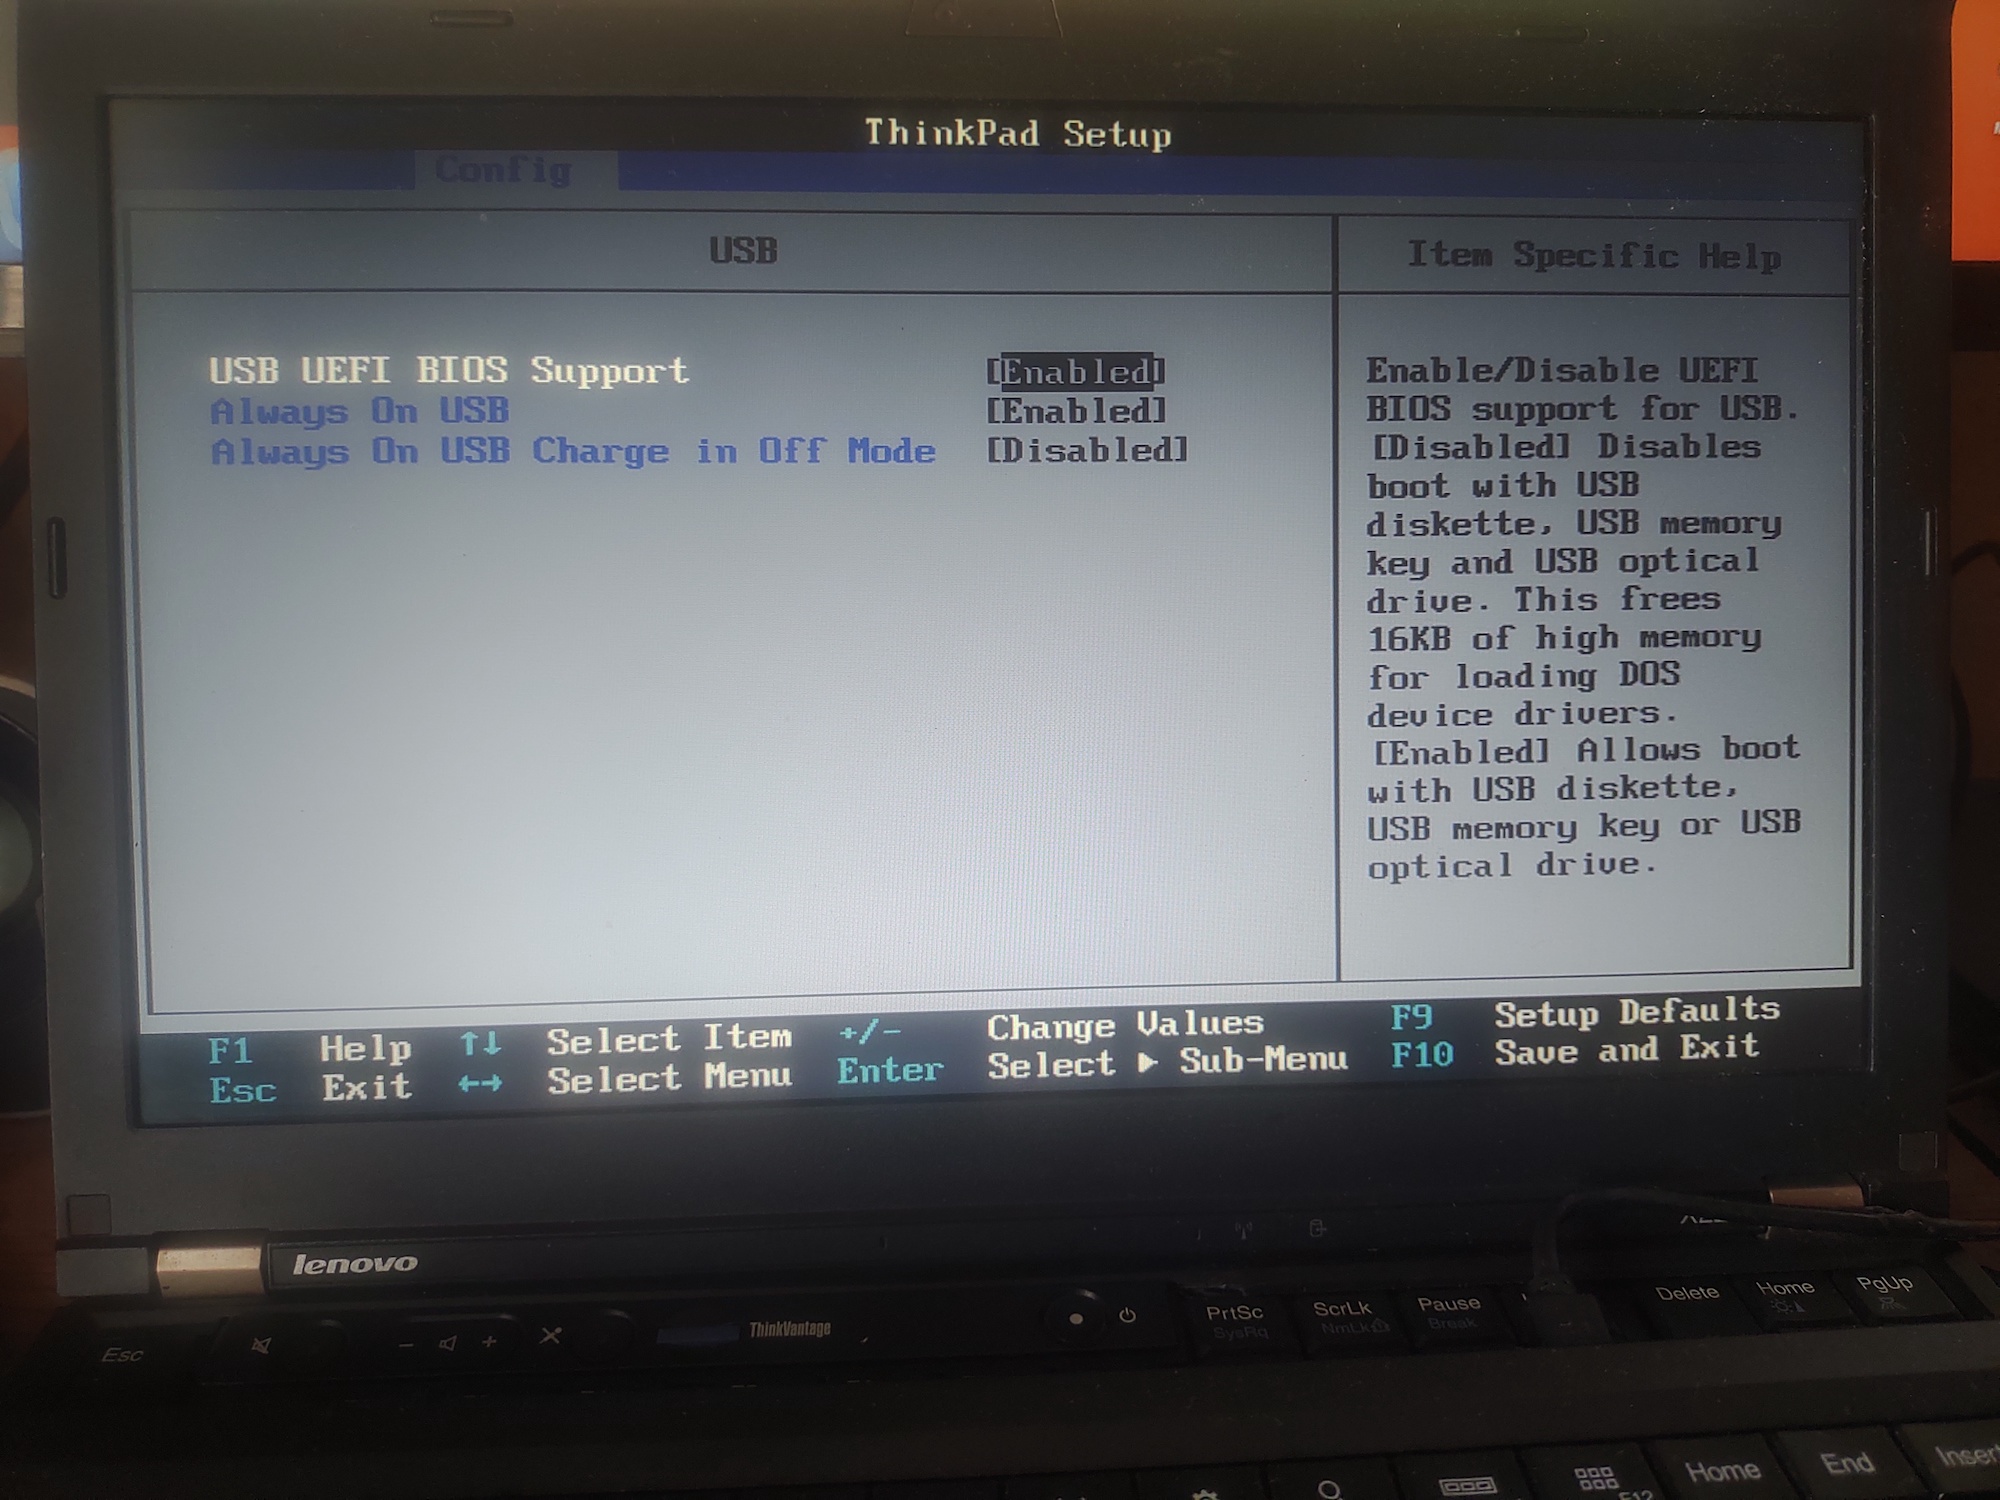 ThinkPad Setup
Config
USB
Item Specific Help
USB UEFI BIOS Support [Enabled]
Always On USB [Enabled]
Always On USB Charge in Off Mode [Disabled]
Enable/Disable UEFI
BIOS support for USB.
[Disabled] Disables
boot with USB
diskette, USB memory
key and USB optical
drive. This frees
16KB of high memory
for loading DOS
device drivers.
[Enabled] Allows boot
with USB diskette,
USB memory key or USB
optical drive.
F1 Help ↑↓ Select Item +/- Change Values F9 Setup Defaults
Esc Exit ←→ Select Menu Enter Select ▶ Sub-Menu F10 Save and Exit
lenovo
Esc - + ThinkVantage PrtSc ScrLk Pause Delete Home PgUp
SysRq NmLk Break
Home End Insert
F12